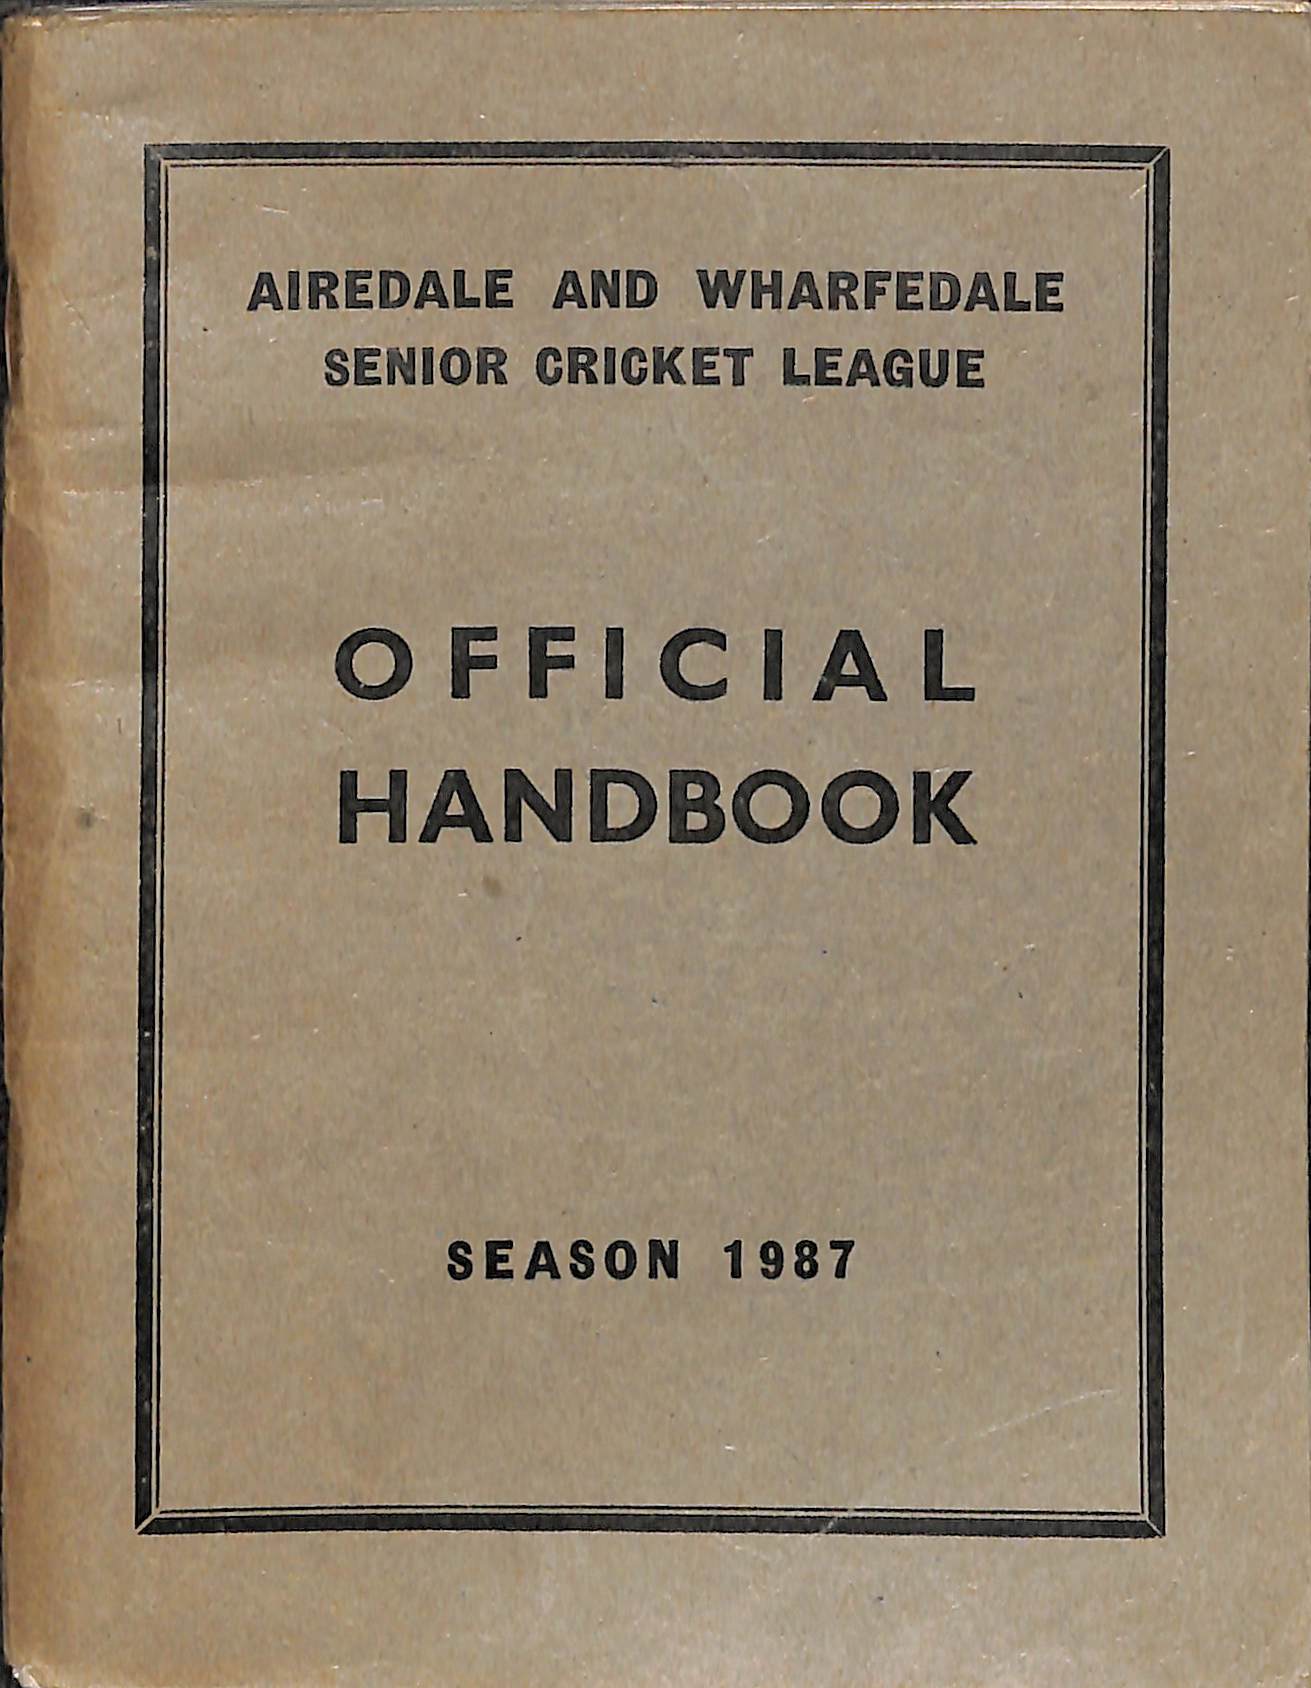 AIREDALE AND WHARFEDALE
SENIOR CRICKET LEAGUE
OFFICIAL
HANDBOOK
SEASON 1987